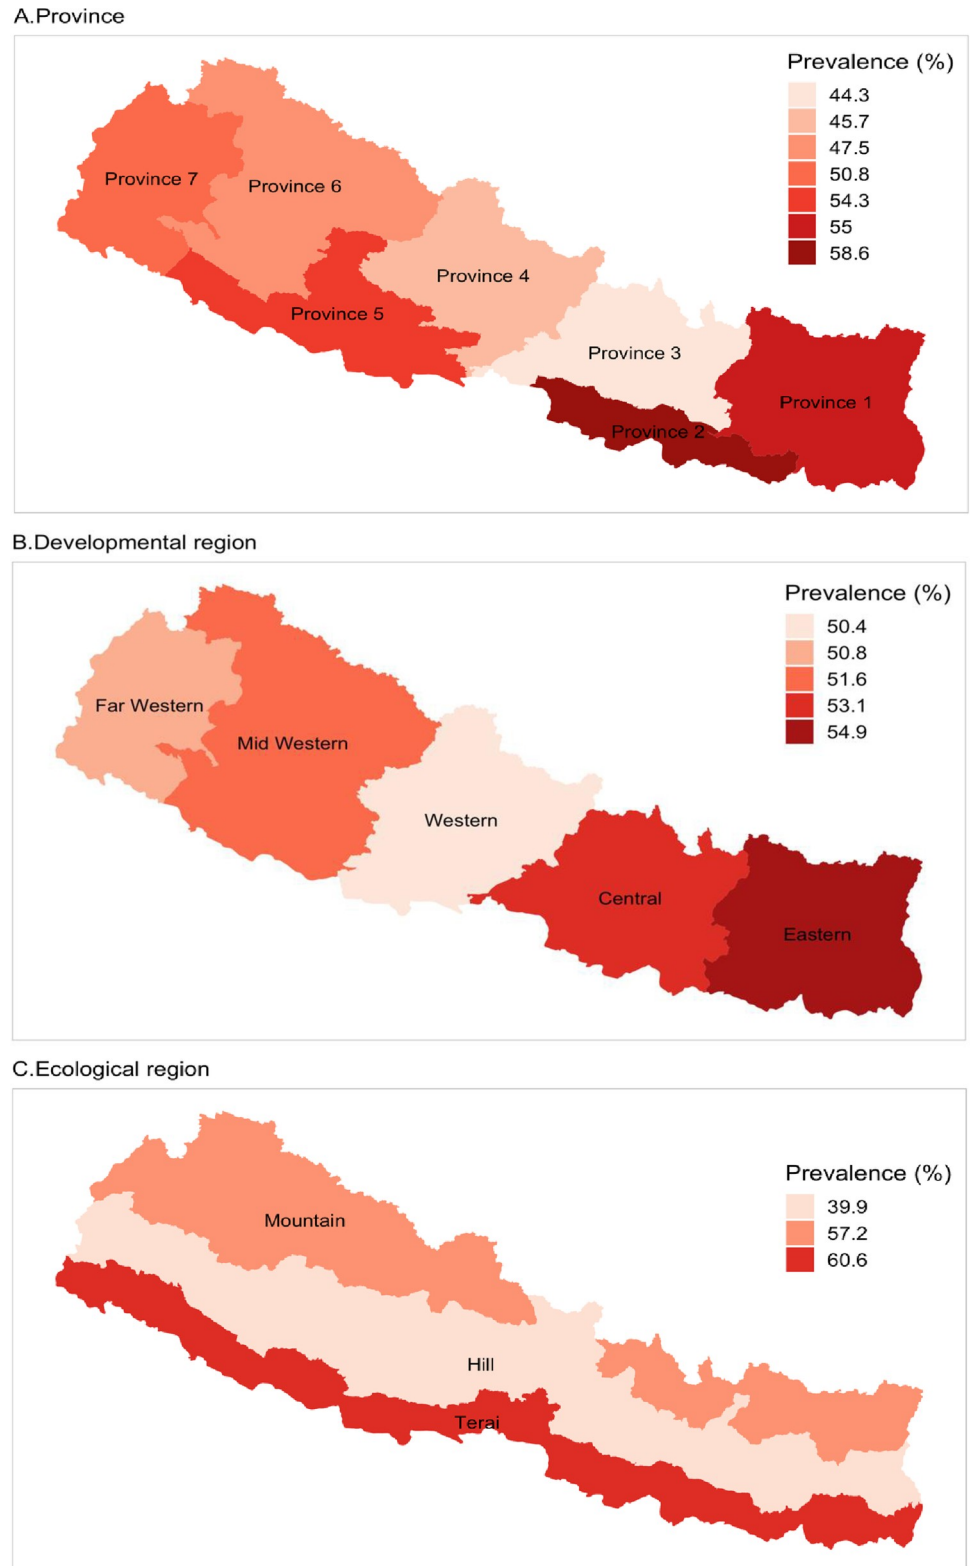 A.Province
Prevalence (%)
44.3
45.7
47.5
50.8
54.3
55
58.6
Province 7
Province 6
Province 4
Province 5
Province 3
Province 1
Province 2
B.Developmental region
Prevalence (%)
50.4
50.8
51.6
53.1
54.9
Far Western
Mid Western
Western
Central
Eastern
C.Ecological region
Prevalence (%)
39.9
57.2
60.6
Mountain
Hill
Terai